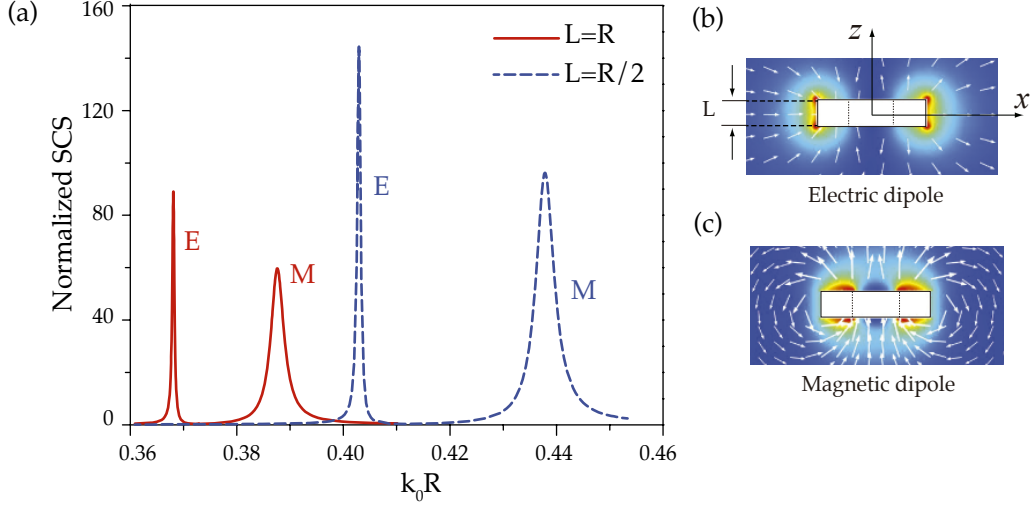 (a)
160
120
80
40
0
Normalized SCS
L=R
L=R/2
E
M
E
M
0.36
0.38
0.40
0.42
0.44
0.46
k₀R
(b)
z
x
L
Electric dipole
(c)
Magnetic dipole